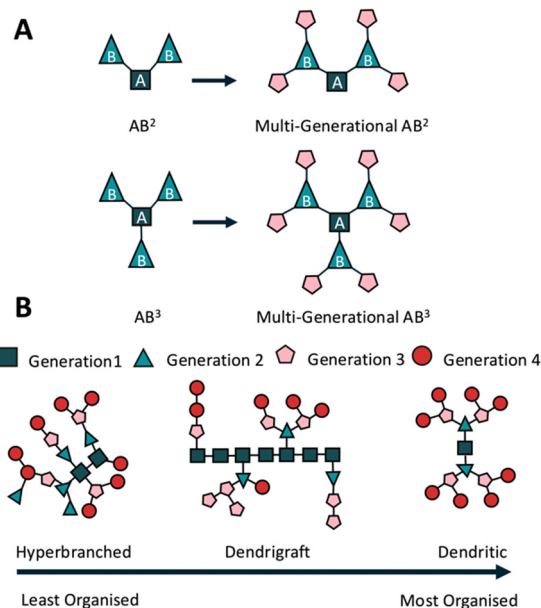 A
B B
A
AB²
B B
A
Multi-Generational AB²
B B
A
B
AB³
B B
A
B
Multi-Generational AB³
B
Generation1 Generation 2 Generation 3 Generation 4
Hyperbranched Dendrigraft Dendritic
Least Organised Most Organised